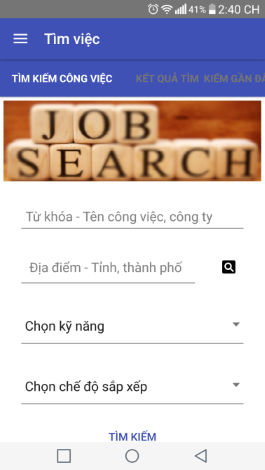 41% 2:40 CH
Tìm việc
TÌM KIẾM CÔNG VIỆC KẾT QUẢ TÌM KIẾM GẦN ĐÂ
JOB
SEARCH
Từ khóa - Tên công việc, công ty
Địa điểm - Tỉnh, thành phố
Chọn kỹ năng
Chọn chế độ sắp xếp
TÌM KIẾM